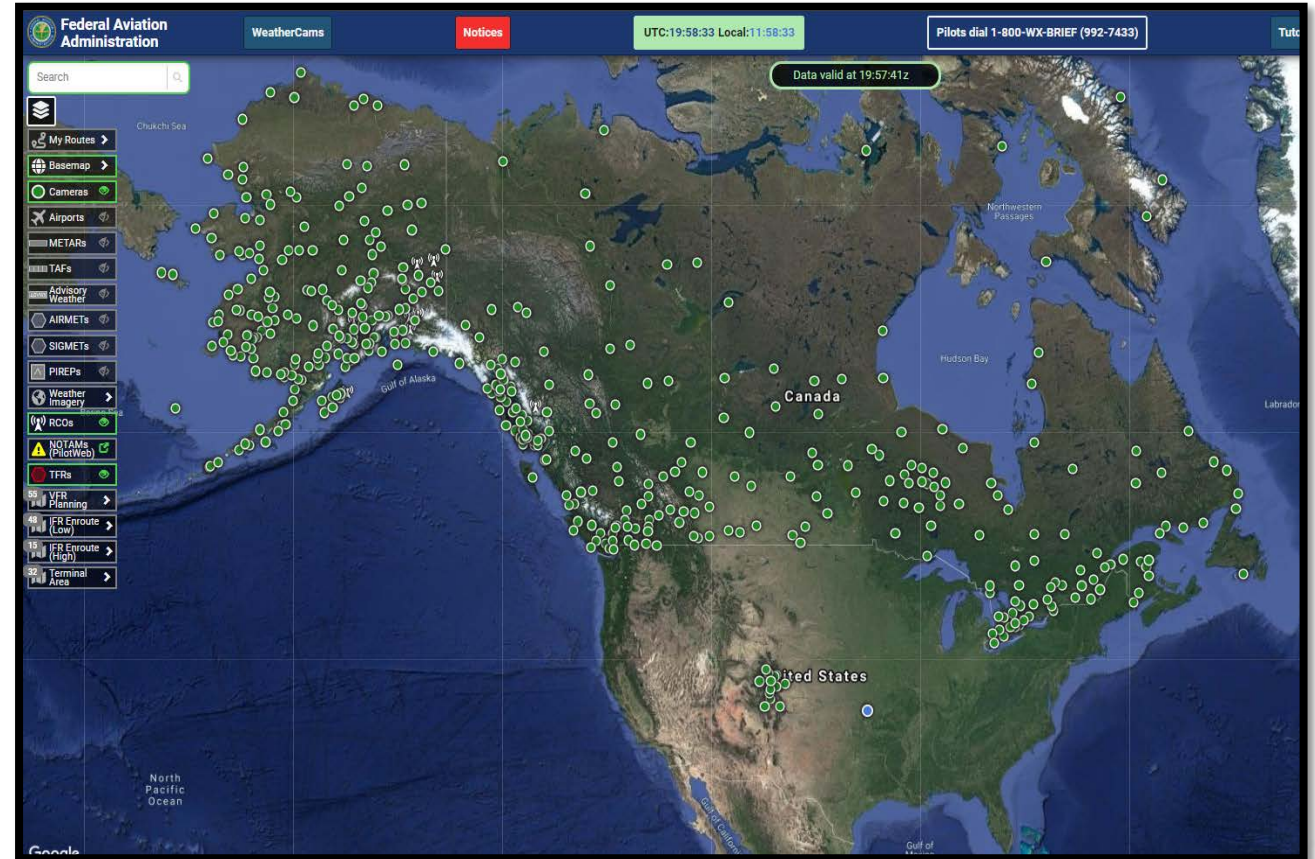 Federal Aviation
Administration
WeatherCams
Notices
UTC:19:58:33 Local:11:58:33
Pilots dial 1-800-WX-BRIEF (992-7433)
Tuto
Search
Data valid at 19:57:41z
My Routes
Basemap
Cameras
Airports
METARs
TAFs
Advisory
Weather
AIRMETs
SIGMETs
PIREPs
Weather
Imagery
RCOs
NOTAMs
(PilotWeb)
TFRs
55 VFR
Planning
48 IFR Enroute
(Low)
15 IFR Enroute
(High)
32 Terminal
Area
Chukchi Sea
Northwestern
Passages
Hudson Bay
Gulf of Alaska
Canada
Labrador
United States
North
Pacific
Ocean
Gulf of California
Gulf of
Google